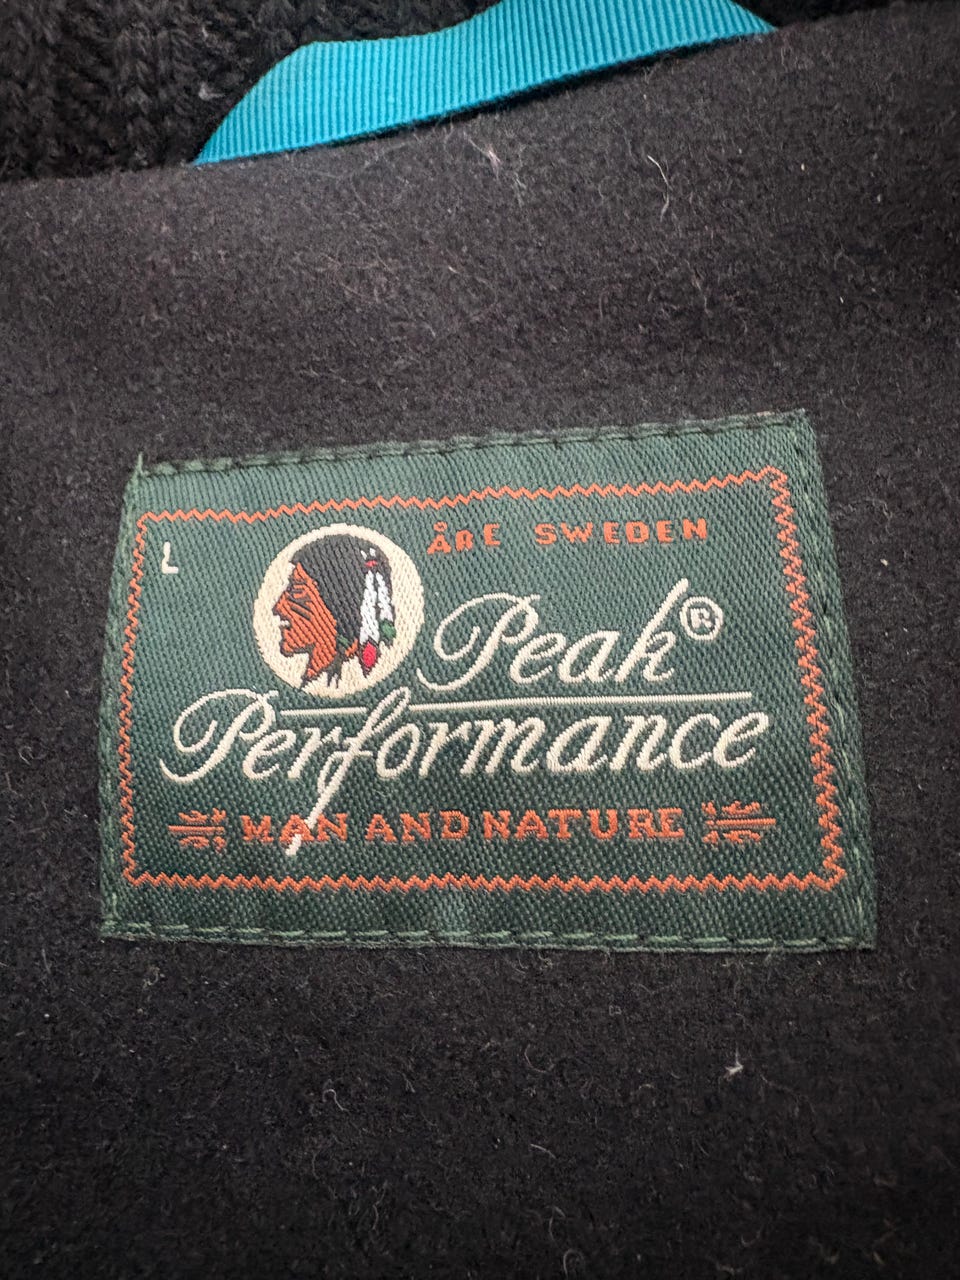 L
ÅRE SWEDEN
Peak®
Performance
MAN AND NATURE